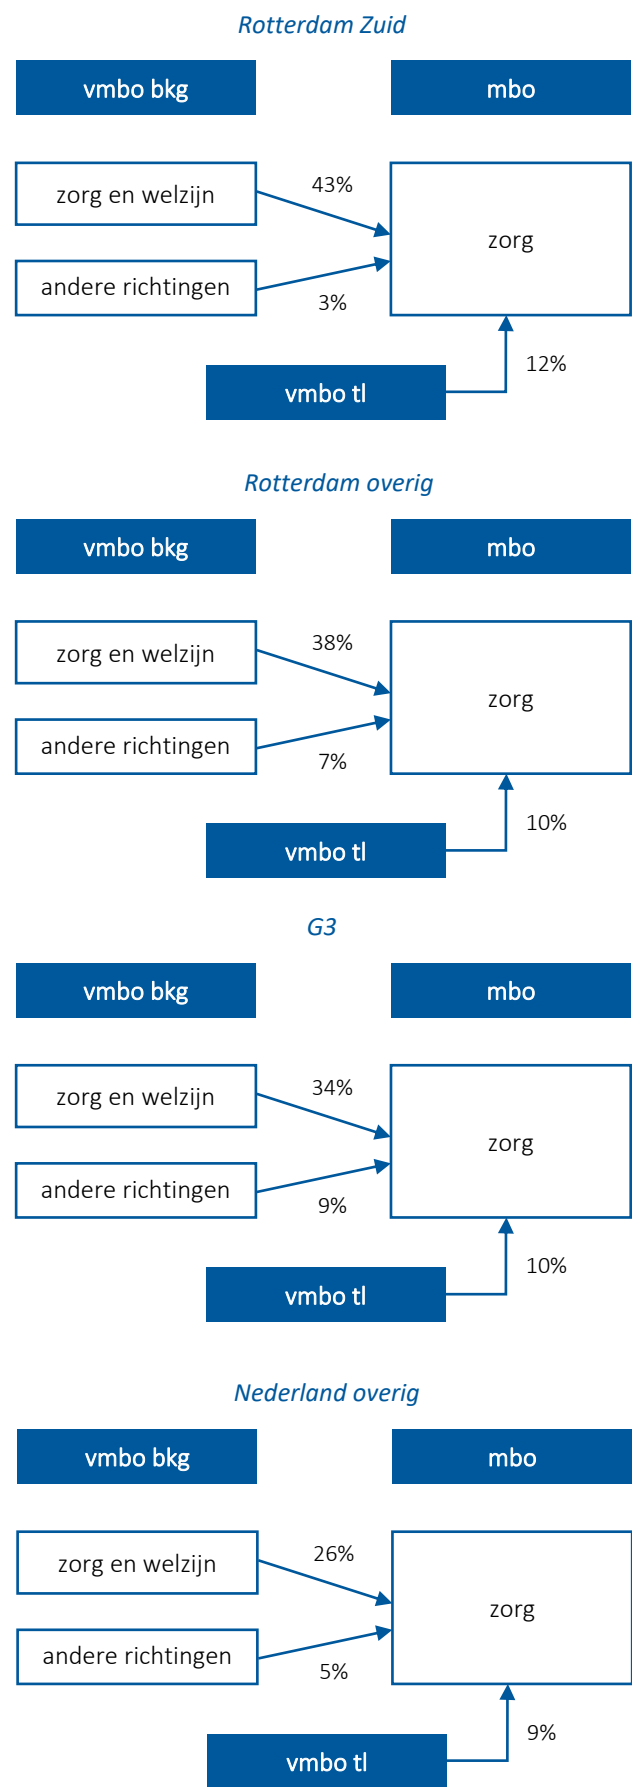 Rotterdam Zuid
vmbo bkg
mbo
zorg en welzijn
43%
zorg
andere richtingen
3%
12%
vmbo tl
Rotterdam overig
vmbo bkg
mbo
zorg en welzijn
38%
zorg
andere richtingen
7%
10%
vmbo tl
G3
vmbo bkg
mbo
zorg en welzijn
34%
zorg
andere richtingen
9%
10%
vmbo tl
Nederland overig
vmbo bkg
mbo
zorg en welzijn
26%
zorg
andere richtingen
5%
9%
vmbo tl